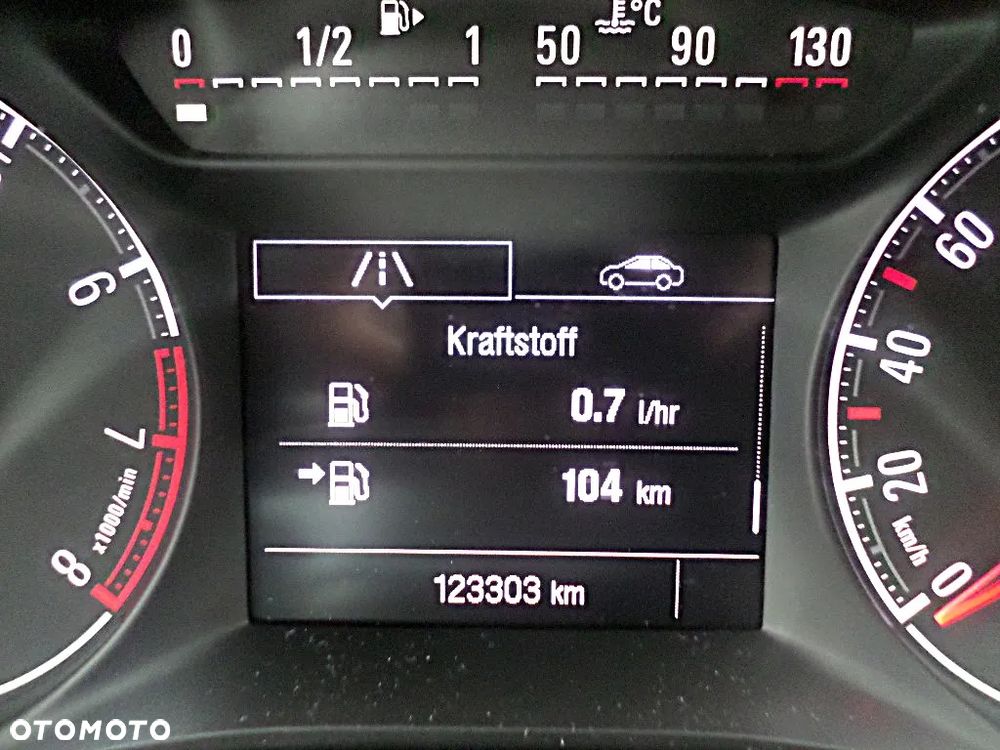 0 1/2 1 50 °C 90 130
Kraftstoff
0.7 l/hr
104 km
123303 km
6
7
8
x1000/min
60
40
20
0
km/h
OTOMOTO